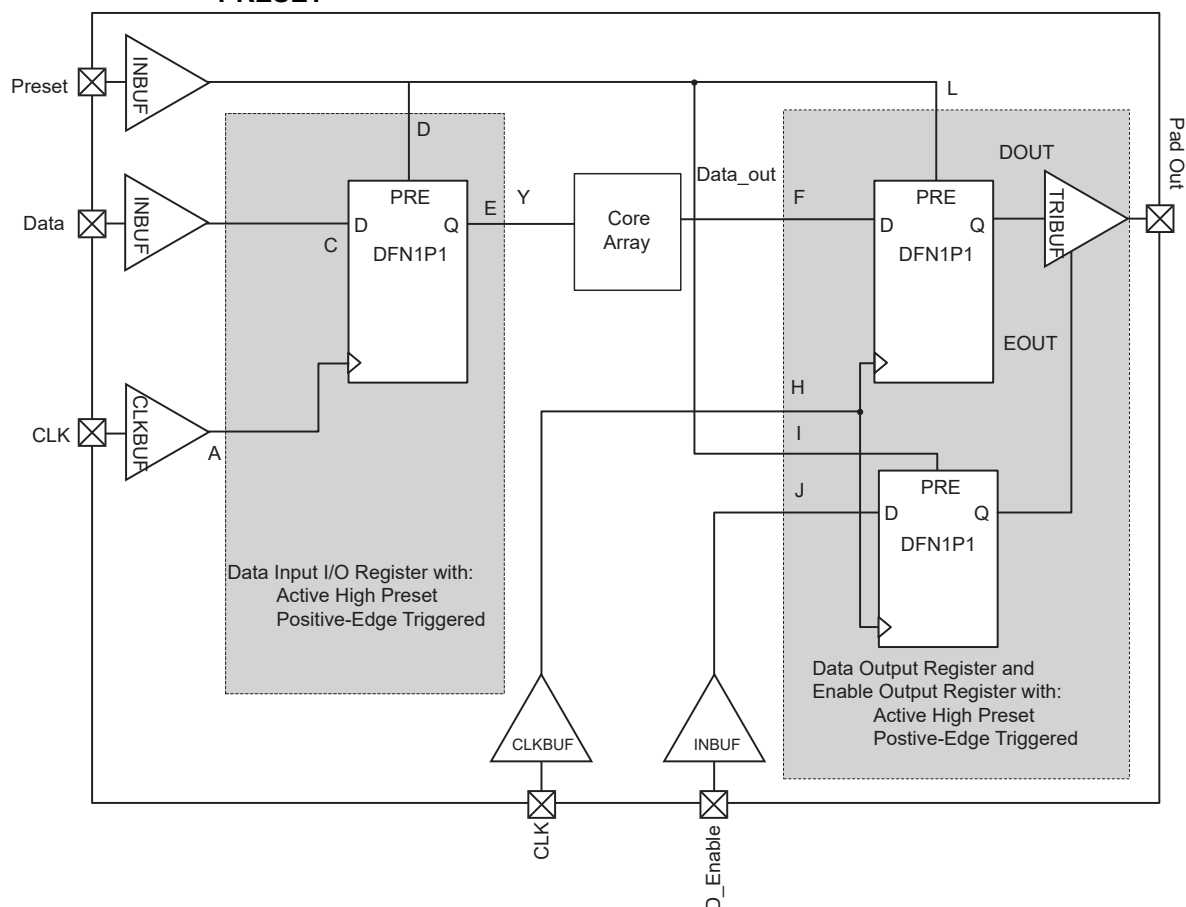 Preset
INBUF
L
D
Pad Out
DOUT
Data_out
PRE
PRE
TRIBUF
Data
INBUF
E
Y
Core
Array
F
D
Q
C
DFN1P1
D
Q
DFN1P1
EOUT
H
CLK
CLKBUF
A
I
PRE
J
D
Q
DFN1P1
Data Input I/O Register with:
Active High Preset
Positive-Edge Triggered
Data Output Register and
Enable Output Register with:
Active High Preset
Postive-Edge Triggered
CLKBUF
INBUF
CLK
D_Enable